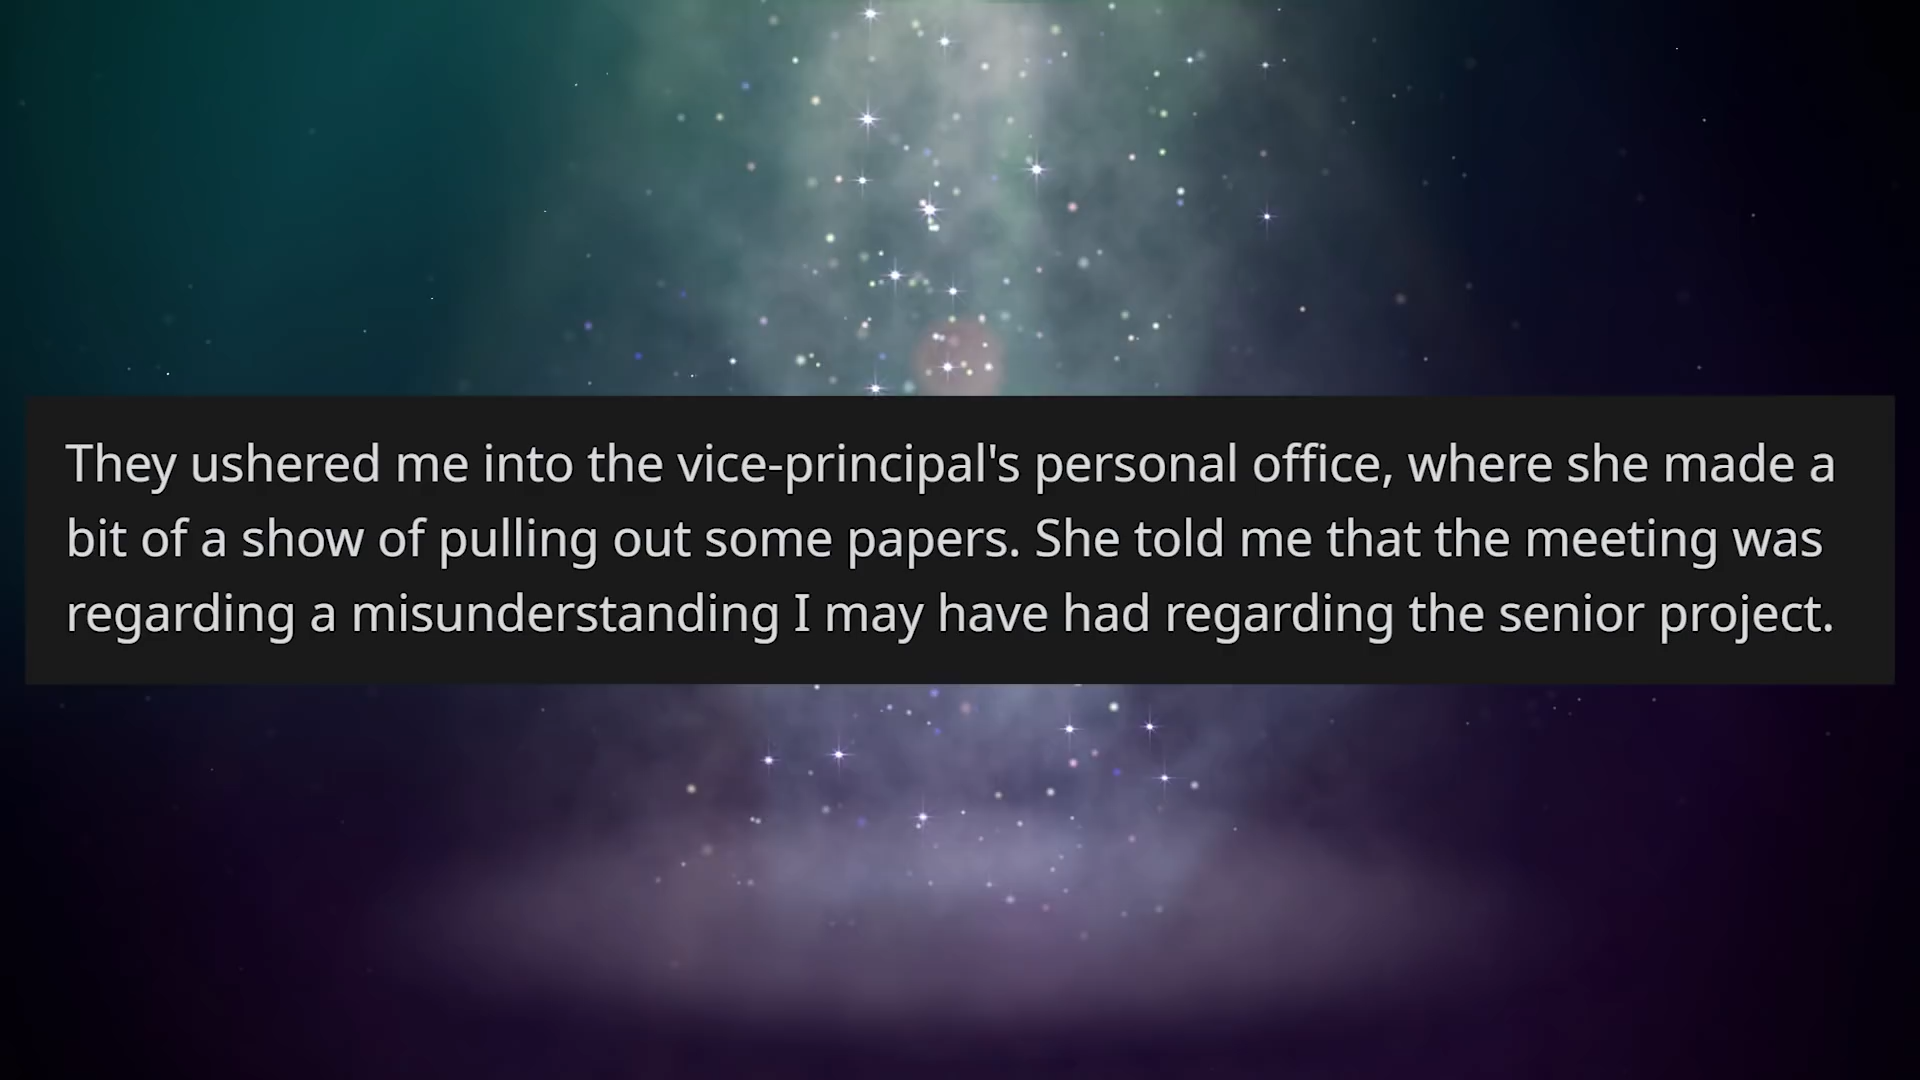 They ushered me into the vice-principal's personal office, where she made a
bit of a show of pulling out some papers. She told me that the meeting was
regarding a misunderstanding I may have had regarding the senior project.